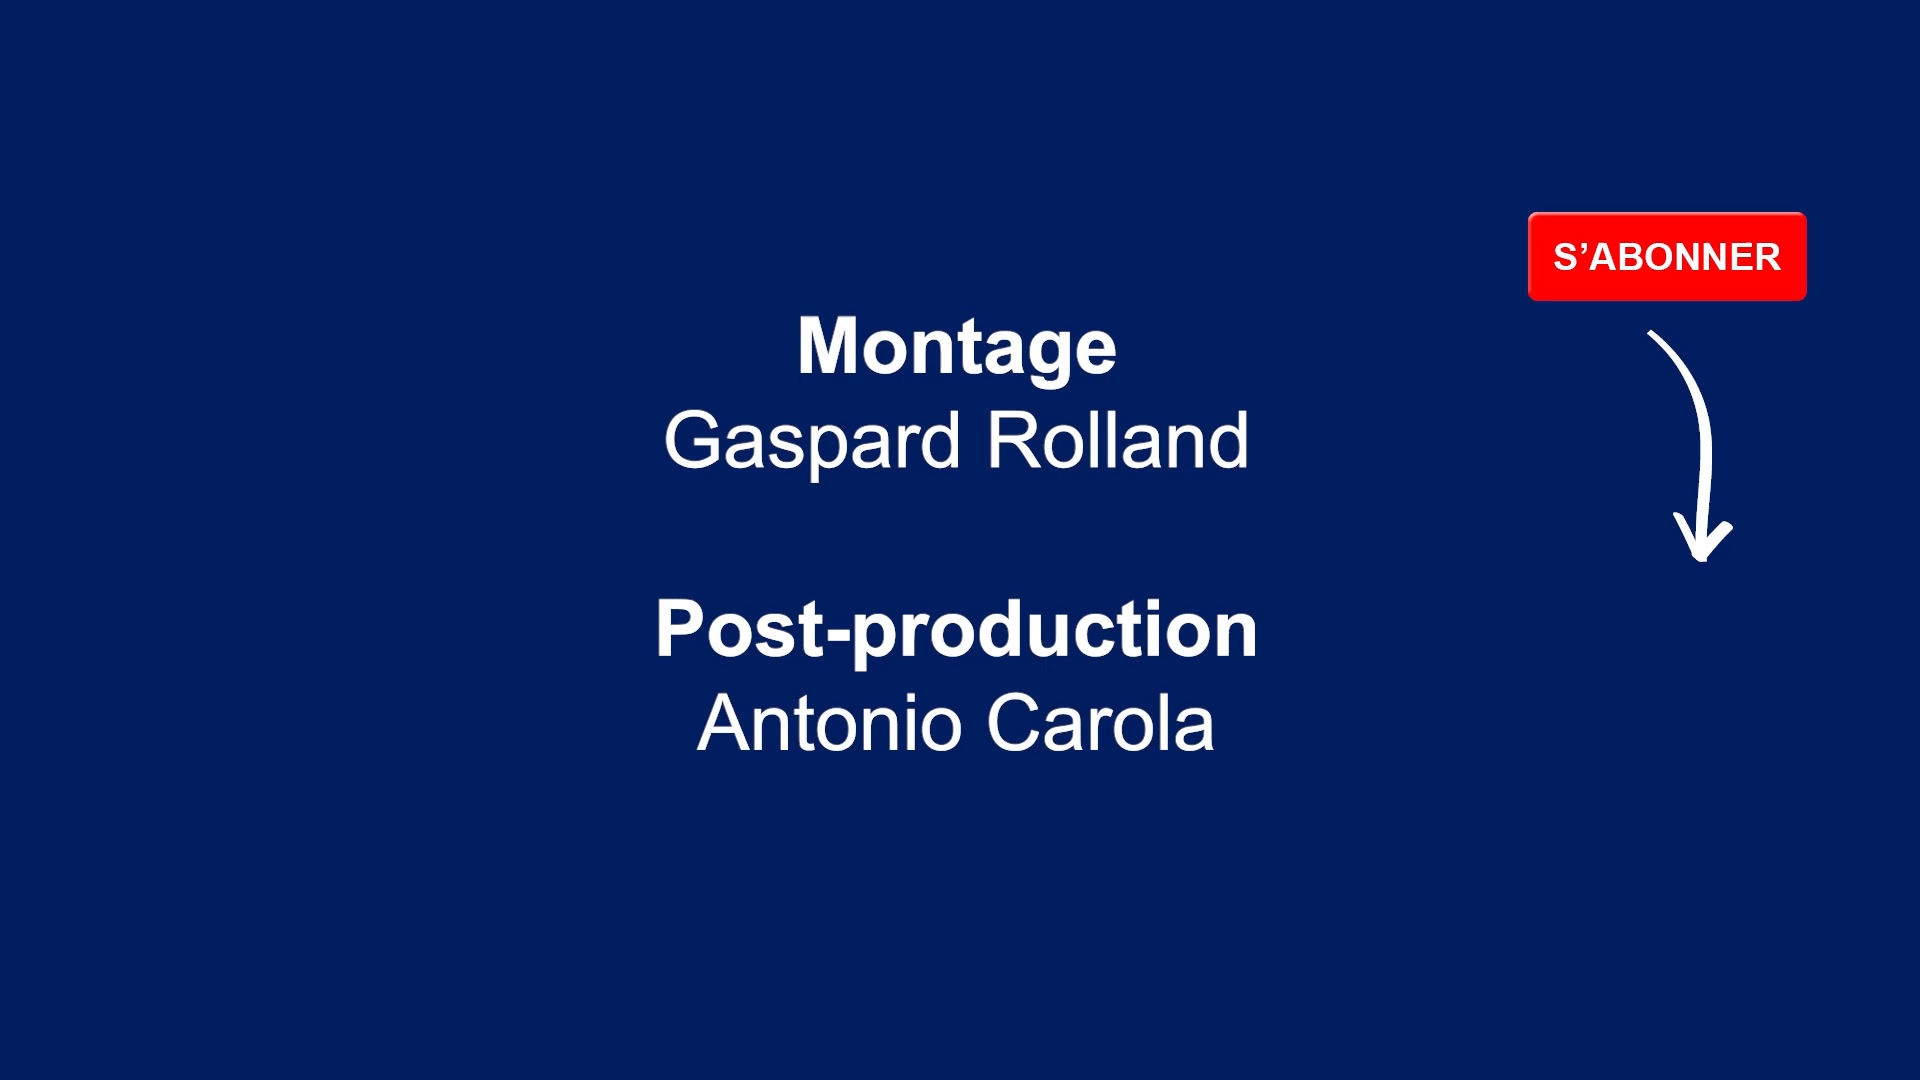 S’ABONNER
Montage
Gaspard Rolland
Post-production
Antonio Carola